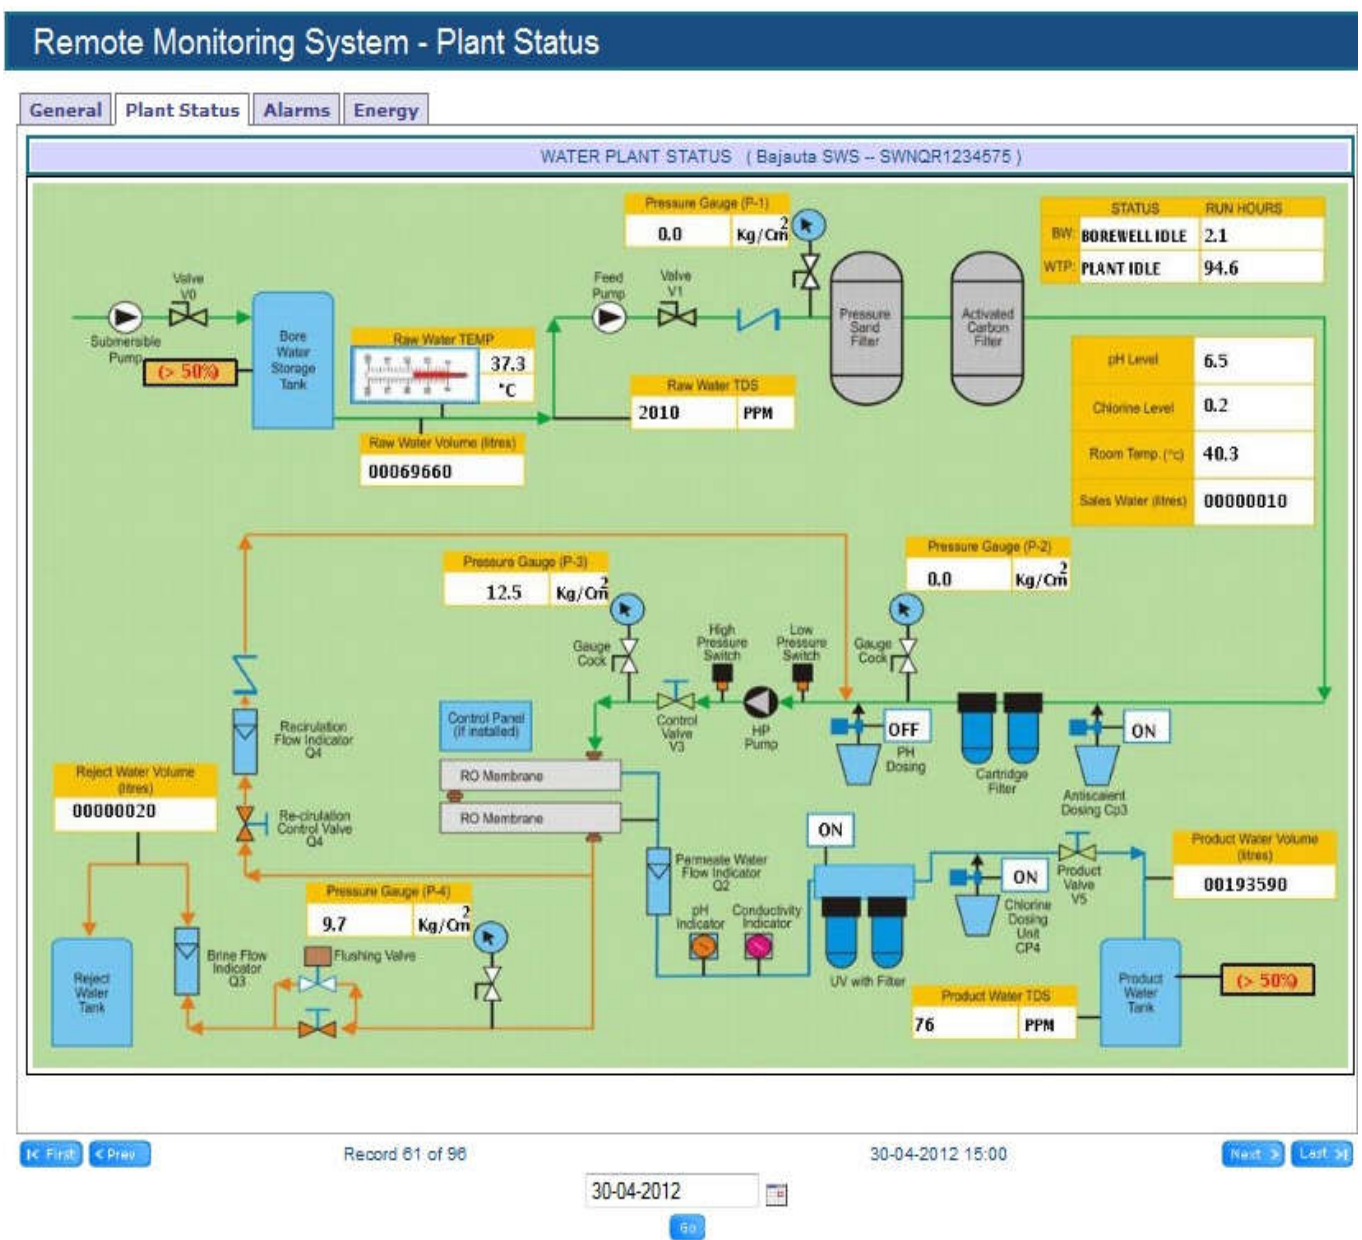 Remote Monitoring System - Plant Status
General
Plant Status
Alarms
Energy
WATER PLANT STATUS ( Bajauta SWS -- SWNQR1234575 )
Pressure Gauge (P-1)
0.0
Kg/Cm 2
STATUS
RUN HOURS
BW:
BOREWELL IDLE
2.1
WTP:
PLANT IDLE
94.6
Valve
V0
Submersible
Pump
(> 50%)
Bore
Water
Storage
Tank
Raw Water TEMP
37.3
°C
Raw Water Volume (litres)
00069660
Feed
Pump
Valve
V1
Raw Water TDS
2010
PPM
Pressure
Sand
Filter
Activated
Carbon
Filter
pH Level
6.5
Chlorine Level
0.2
Room Temp. (°c)
40.3
Sales Water (litres)
00000010
Pressure Gauge (P-3)
12.5
Kg/Cm 2
Pressure Gauge (P-2)
0.0
Kg/Cm 2
Gauge
Cock
High
Pressure
Switch
Low
Pressure
Switch
Gauge
Cock
Recirulation
Flow Indicator
Q4
Control Panel
(if installed)
Control
Valve
V3
HP
Pump
OFF
PH
Dosing
Cartridge
Filter
ON
Antiscalent
Dosing Cp3
Reject Water Volume
(litres)
00000020
Re-cirulation
Control Valve
Q4
RO Membrane
RO Membrane
ON
Permeate Water
Flow Indicator
Q2
pH
Indicator
Conductivity
Indicator
UV with Filter
ON
Chlorine
Dosing
Unit
CP4
Product
Valve
V5
Product Water Volume
(litres)
00193590
Pressure Gauge (P-4)
9.7
Kg/Cm 2
Reject
Water
Tank
Brine Flow
Indicator
Q3
Flushing Valve
Product Water TDS
76
PPM
Product
Water
Tank
(> 50%)
First
Prev
Record 61 of 96
30-04-2012 15:00
Next
Last
30-04-2012
Go